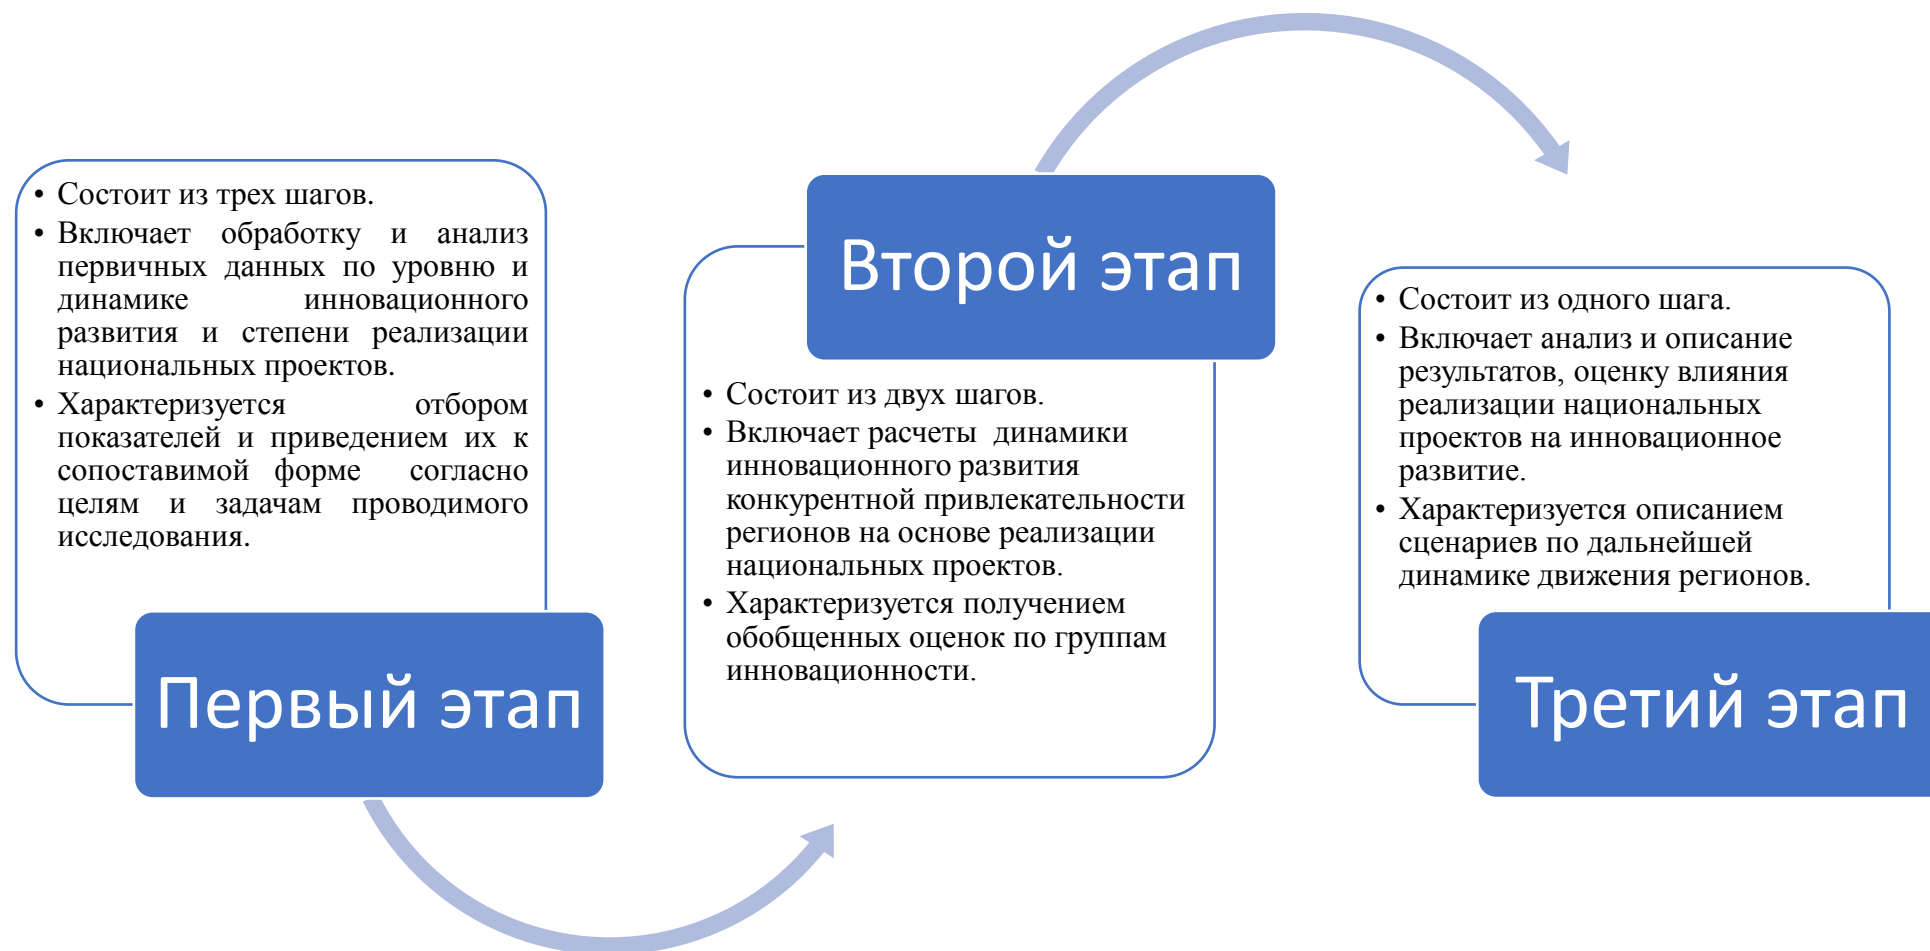 • Состоит из трех шагов.
• Включает обработку и анализ
первичных данных по уровню и
динамике инновационного
развития и степени реализации
национальных проектов.
• Характеризуется отбором
показателей и приведением их к
сопоставимой форме согласно
целям и задачам проводимого
исследования.
Первый этап
Второй этап
• Состоит из двух шагов.
• Включает расчеты динамики
инновационного развития
конкурентной привлекательности
регионов на основе реализации
национальных проектов.
• Характеризуется получением
обобщенных оценок по группам
инновационности.
• Состоит из одного шага.
• Включает анализ и описание
результатов, оценку влияния
реализации национальных
проектов на инновационное
развитие.
• Характеризуется описанием
сценариев по дальнейшей
динамике движения регионов.
Третий этап